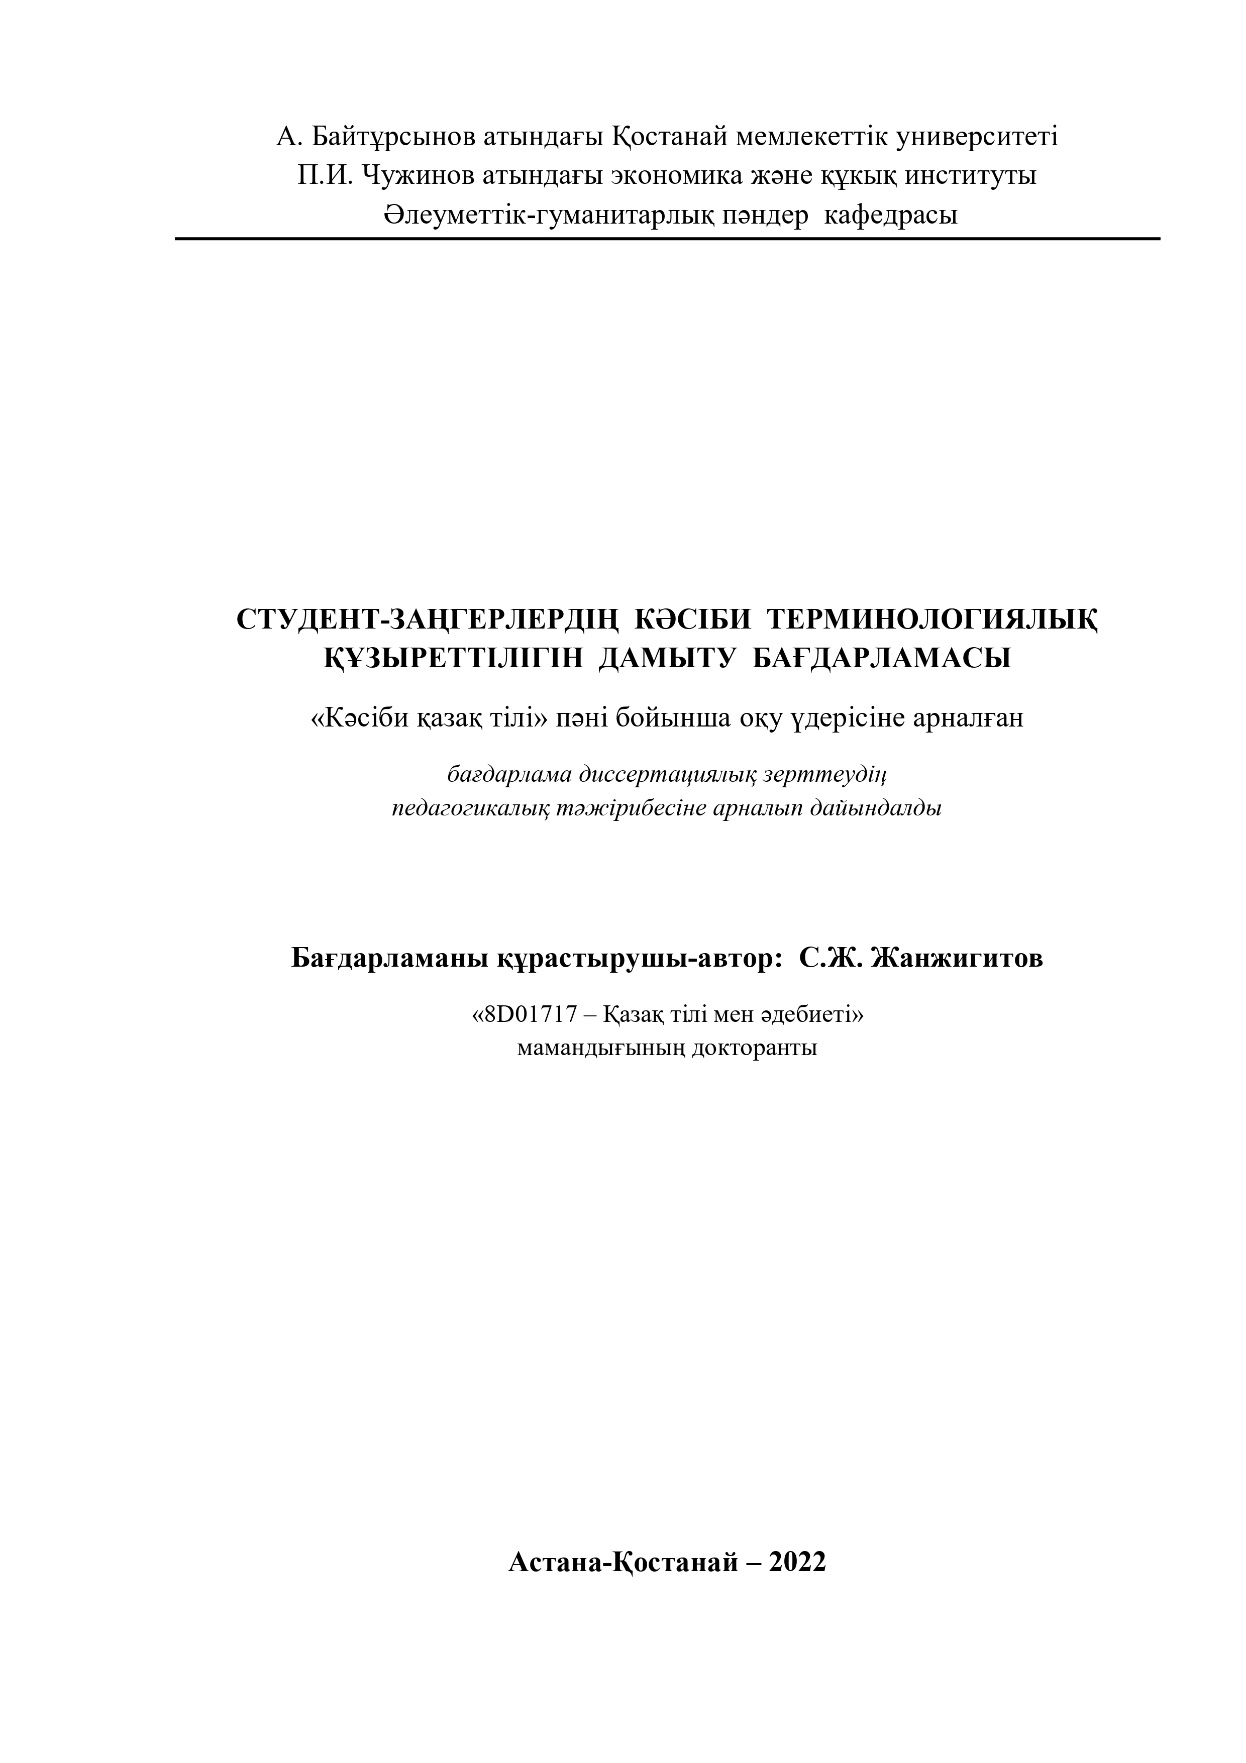 А. Байтұрсынов атындағы Қостанай мемлекеттік университеті
П.И. Чужинов атындағы экономика және құкық институты
Әлеуметтік-гуманитарлық пәндер кафедрасы
СТУДЕНТ-ЗАҢГЕРЛЕРДІҢ КӘСІБИ ТЕРМИНОЛОГИЯЛЫҚ
ҚҰЗЫРЕТТІЛІГІН ДАМЫТУ БАҒДАРЛАМАСЫ
«Кәсіби қазақ тілі» пәні бойынша оқу үдерісіне арналған
бағдарлама диссертациялық зерттеудің
педагогикалық тәжірибесіне арналып дайындалды
Бағдарламаны құрастырушы-автор: С.Ж. Жанжигитов
«8D01717 – Қазақ тілі мен әдебиеті»
мамандығының докторанты
Астана-Қостанай – 2022